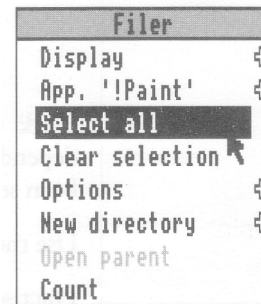 Filer
Display
App. '!Paint'
Select all
Clear selection
Options
New directory
Open parent
Count